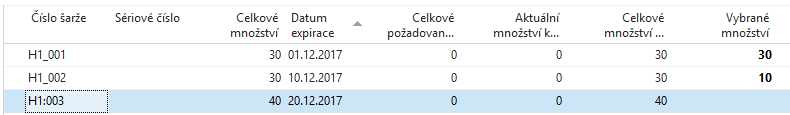 Číslo šarže Sériové číslo Celkové množství Datum expirace Celkové požadovan... Aktuální množství k... Celkové množství ... Vybrané množství
H1_001 30 01.12.2017 0 0 30 30
H1_002 30 10.12.2017 0 0 30 10
H1:003 40 20.12.2017 0 0 40